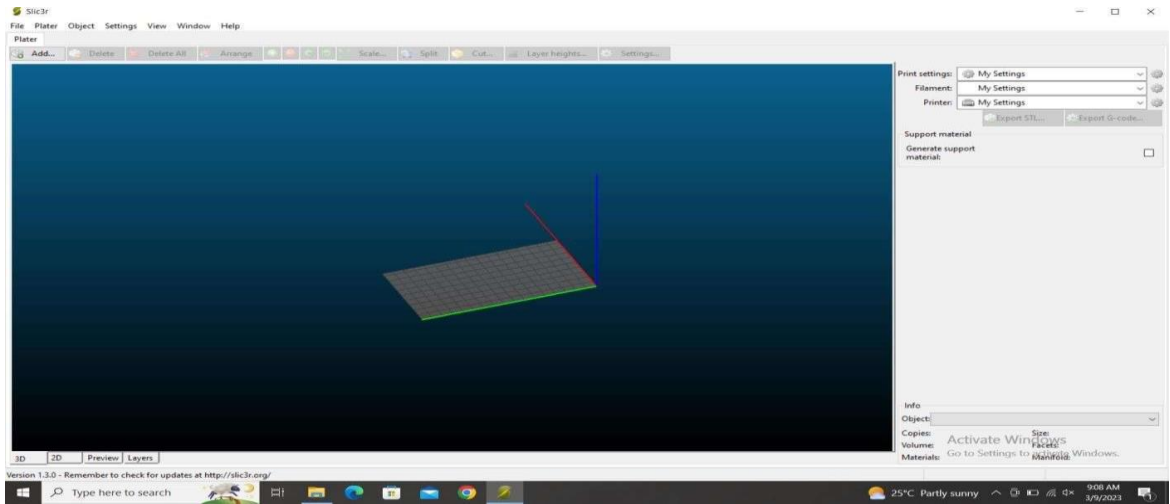 Slic3r
File Plater Object Settings View Window Help
Plater
Add... Delete Delete All Arrange Scale... Split Cut... Layer heights... Settings...
Print settings: My Settings
Filament: My Settings
Printer: My Settings
Export STL... Export G-code...
Support material
Generate support
material:
Info
Object:
Copies: Size:
Volume: Facets:
Materials: Manifold:
Activate Windows
Go to Settings to activate Windows.
3D 2D Preview Layers
Version 1.3.0 - Remember to check for updates at http://slic3r.org/
Type here to search
25°C Partly sunny
9:08 AM
3/9/2023